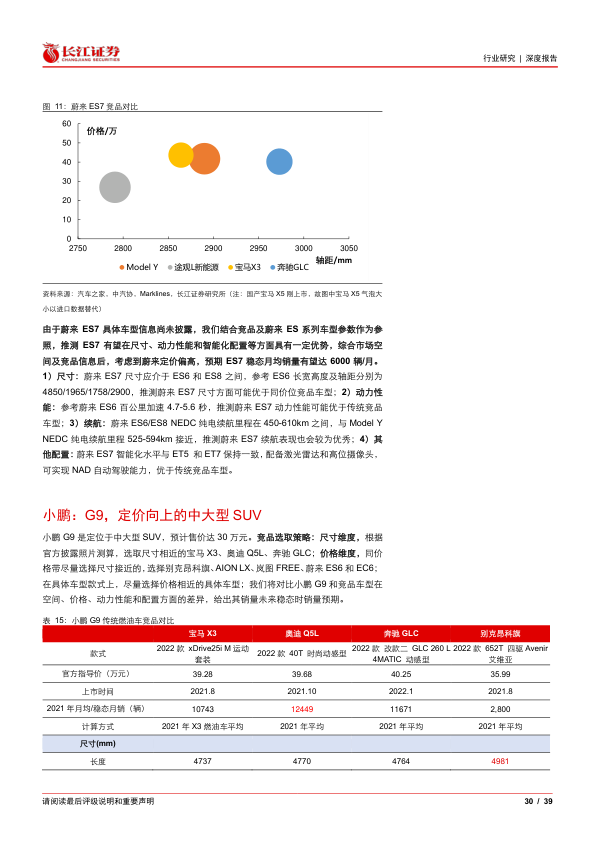 长江证券
CHANGJIANG SECURITIES
行业研究 | 深度报告
图 11：蔚来 ES7 竞品对比
价格/万
60
50
40
30
20
10
0
2750 2800 2850 2900 2950 3000 3050
轴距/mm
Model Y 途观L新能源 宝马X3 奔驰GLC
资料来源：汽车之家，中汽协，Marklines，长江证券研究所（注：国产宝马 X5 刚上市，故图中宝马 X5 气泡大
小以进口数据替代）
由于蔚来 ES7 具体车型信息尚未披露，我们结合竞品及蔚来 ES 系列车型参数作为参
照，推测 ES7 有望在尺寸、动力性能和智能化配置等方面具有一定优势，综合市场空
间及竞品信息后，考虑到蔚来定价偏高，预期 ES7 稳态月均销量有望达 6000 辆/月。
1）尺寸：蔚来 ES7 尺寸应介于 ES6 和 ES8 之间，参考 ES6 长宽高度及轴距分别为
4850/1965/1758/2900，推测蔚来 ES7 尺寸方面可能优于同价位竞品车型；2）动力性
能：参考蔚来 ES6 百公里加速 4.7-5.6 秒，推测蔚来 ES7 动力性能可能优于传统竞品
车型；3）续航：蔚来 ES6/ES8 NEDC 纯电续航里程在 450-610km 之间，与 Model Y
NEDC 纯电续航里程 525-594km 接近，推测蔚来 ES7 续航表现也会较为优秀；4）其
他配置：蔚来 ES7 智能化水平与 ET5 和 ET7 保持一致，配备激光雷达和高位摄像头，
可实现 NAD 自动驾驶能力，优于传统竞品车型。
小鹏：G9，定价向上的中大型 SUV
小鹏 G9 是定位于中大型 SUV，预计售价达 30 万元。竞品选取策略：尺寸维度，根据
官方披露照片测算，选取尺寸相近的宝马 X3、奥迪 Q5L、奔驰 GLC；价格维度，同价
格带尽量选择尺寸接近的，选择别克昂科旗、AION LX、岚图 FREE、蔚来 ES6 和 EC6；
在具体车型款式上，尽量选择价格相近的具体车型；我们将对比小鹏 G9 和竞品车型在
空间、价格、动力性能和配置方面的差异，给出其销量未来稳态时销量预期。
表 15：小鹏 G9 传统燃油车竞品对比
宝马 X3 奥迪 Q5L 奔驰 GLC 别克昂科旗
款式 2022 款 xDrive25i M 运动套装 2022 款 40T 时尚动感型 2022 款 改款二 GLC 260 L 4MATIC 动感型 2022 款 652T 四驱 Avenir 艾维亚
官方指导价（万元） 39.28 39.68 40.25 35.99
上市时间 2021.8 2021.10 2022.1 2021.8
2021 年月均/稳态月销（辆） 10743 12449 11671 2,800
计算方式 2021 年 X3 燃油车平均 2021 年平均 2021 年平均 2021 年平均
尺寸(mm)
长度 4737 4770 4764 4981
请阅读最后评级说明和重要声明
30 / 39